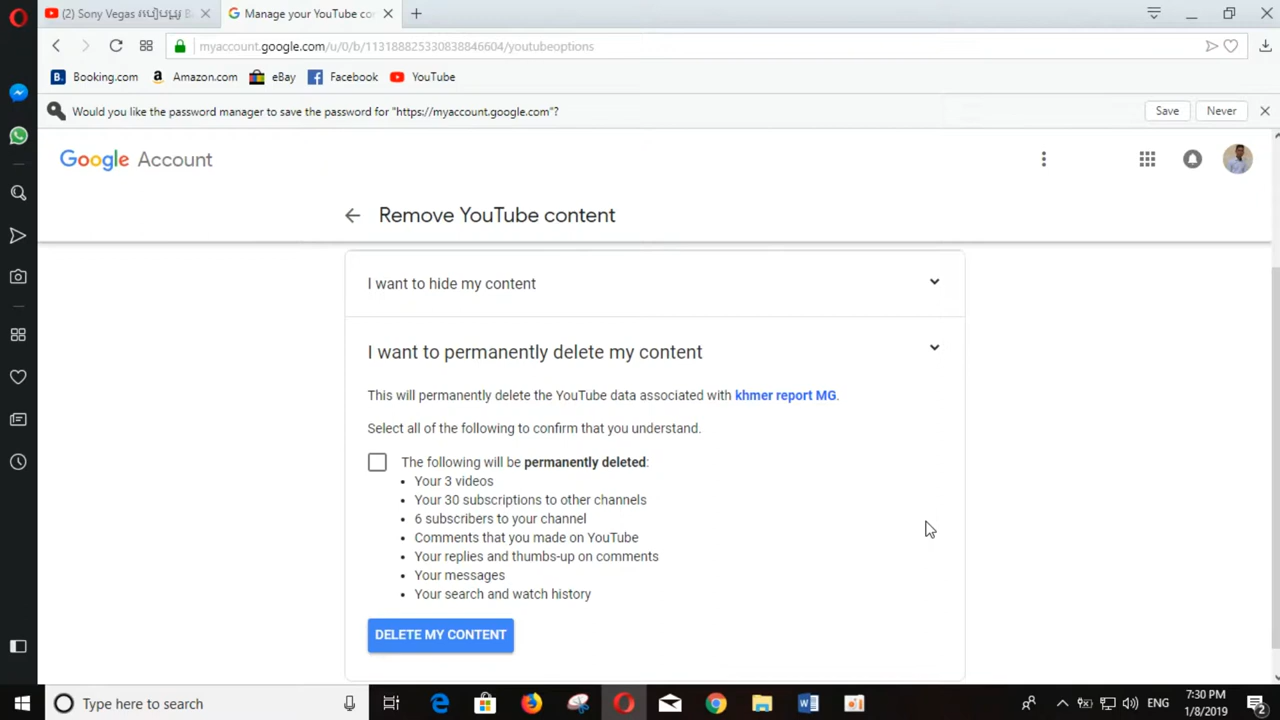 (2) Sony Vegas
Manage your YouTube co
myaccount.google.com/u/0/b/113188825330838846604/youtubeoptions
B. Booking.com
a Amazon.com
eBay
Facebook
YouTube
Would you like the password manager to save the password for "https://myaccount.google.com"?
Save
Never
Google Account
Remove YouTube content
I want to hide my content
I want to permanently delete my content
This will permanently delete the YouTube data associated with khmer report MG.
Select all of the following to confirm that you understand.
The following will be permanently deleted:
• Your 3 videos
• Your 30 subscriptions to other channels
• 6 subscribers to your channel
• Comments that you made on YouTube
• Your replies and thumbs-up on comments
• Your messages
• Your search and watch history
DELETE MY CONTENT
Type here to search
ENG
7:30 PM
1/8/2019
2